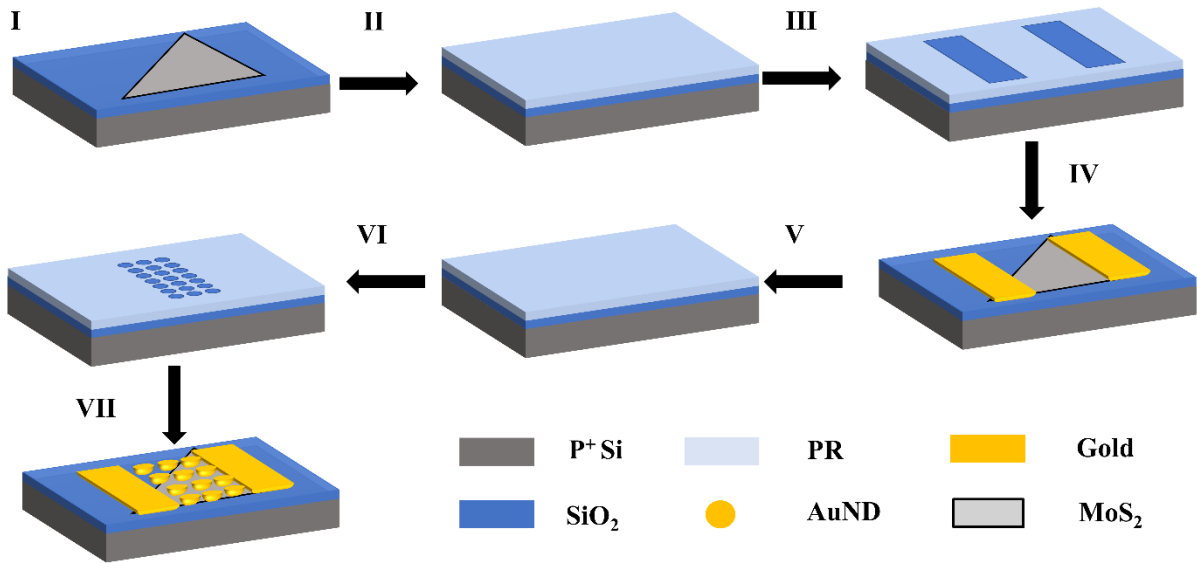 I
II
III
IV
V
VI
VII
P⁺ Si
PR
Gold
SiO₂
AuND
MoS₂